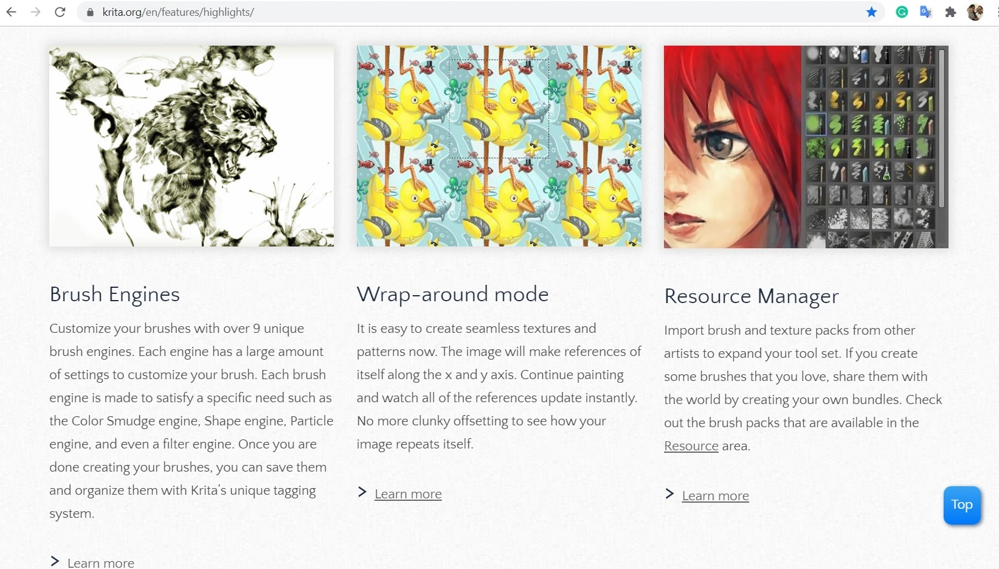 krita.org/en/features/highlights/
Brush Engines
Customize your brushes with over 9 unique
brush engines. Each engine has a large amount
of settings to customize your brush. Each brush
engine is made to satisfy a specific need such as
the Color Smudge engine, Shape engine, Particle
engine, and even a filter engine. Once you are
done creating your brushes, you can save them
and organize them with Krita’s unique tagging
system.
Learn more
Wrap-around mode
It is easy to create seamless textures and
patterns now. The image will make references of
itself along the x and y axis. Continue painting
and watch all of the references update instantly.
No more clunky offsetting to see how your
image repeats itself.
Learn more
Resource Manager
Import brush and texture packs from other
artists to expand your tool set. If you create
some brushes that you love, share them with
the world by creating your own bundles. Check
out the brush packs that are available in the
Resource area.
Learn more
Top